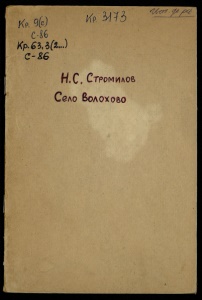 Кр. 9(с)
С-86
Кр. 63.3(2...)
С-86
Кр. 3173
Н.С. Стромилов
Село Волохово